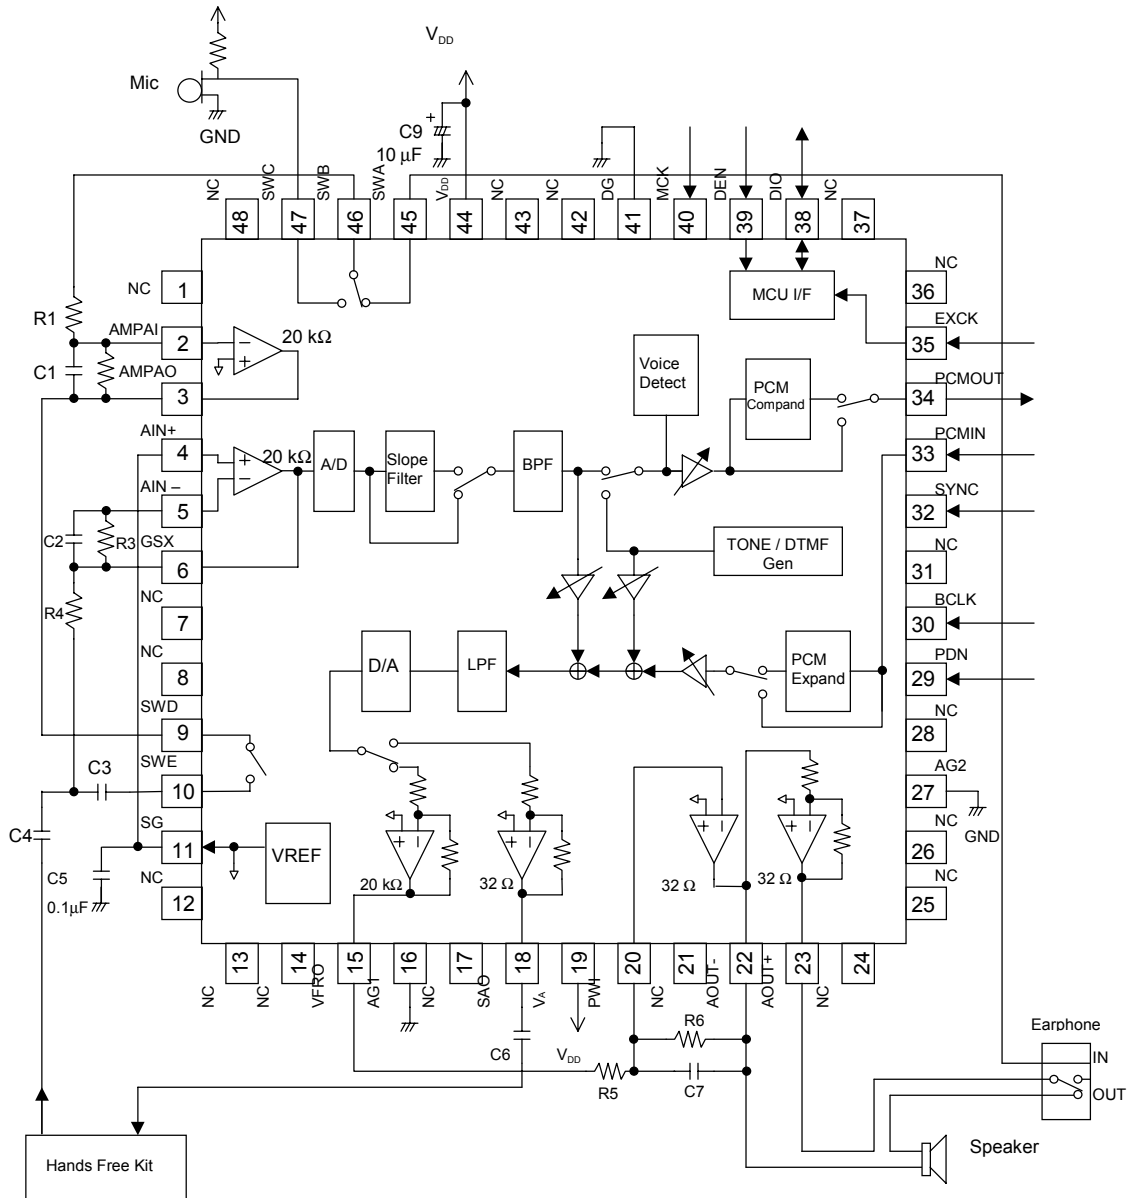 V_DD
Mic
GND
C9
+
10 µF
NC
SWC
SWB
SWA
V_DD
NC
NC
DG
MCK
DEN
DIO
NC
48
47
46
45
44
43
42
41
40
39
38
37
NC
1
MCU I/F
NC
36
R1
AMPAI
2
20 kΩ
EXCK
35
C1
AMPAO
3
Voice
Detect
PCM
Compand
PCMOUT
34
AIN+
4
20 kΩ
A/D
Slope
Filter
BPF
PCMIN
33
AIN –
5
SYNC
32
C2
R3
GSX
6
TONE / DTMF
Gen
NC
31
R4
NC
7
BCLK
30
NC
8
D/A
LPF
PCM
Expand
PDN
29
SWD
9
NC
28
C3
SWE
10
AG2
27
GND
C4
SG
11
VREF
NC
26
C5
0.1µF
NC
12
20 kΩ
32 Ω
32 Ω
32 Ω
NC
25
+
−
13
14
15
16
17
18
19
20
21
22
23
24
NC
NC
VFRO
AG1
NC
SAO
V_A
PWI
NC
AOUT-
AOUT+
NC
C6
V_DD
R5
R6
C7
Earphone
IN
OUT
Speaker
Hands Free Kit